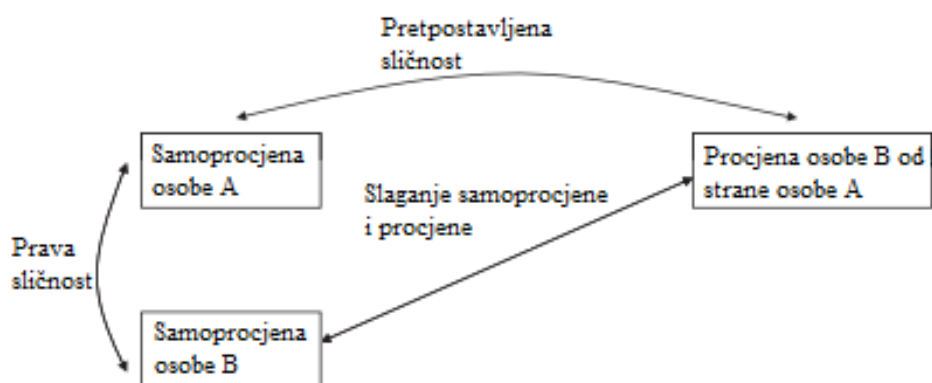 Pretpostavljena
sličnost
Samoprocjena
osobe A
Procjena osobe B od
strane osobe A
Slaganje samoprocjene
i procjene
Prava
sličnost
Samoprocjena
osobe B